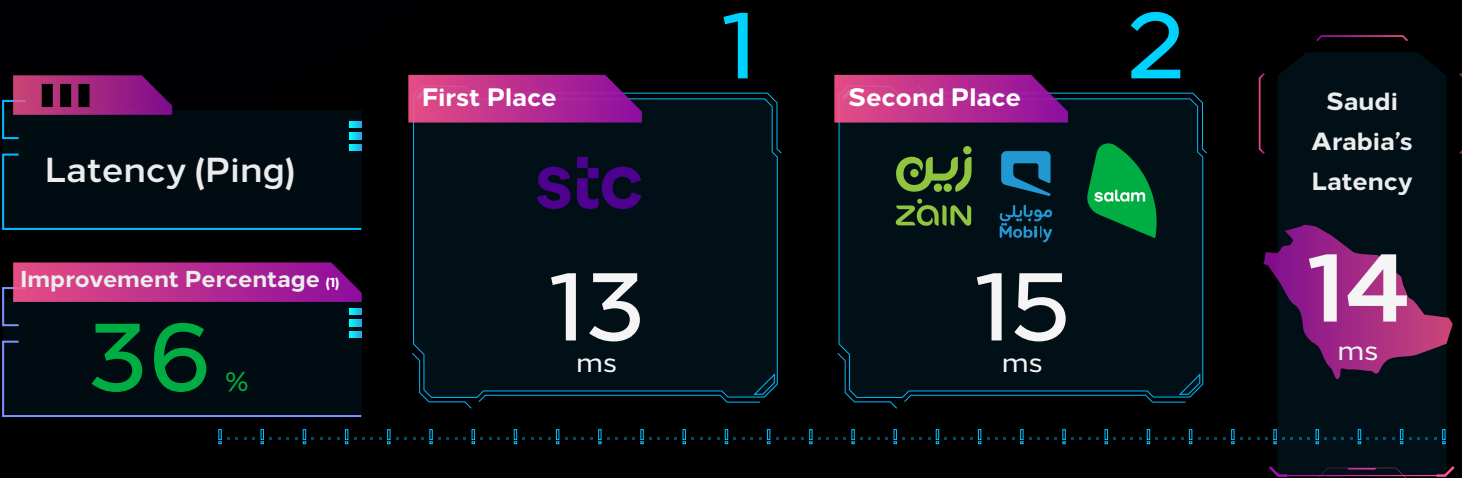 Latency (Ping)
Improvement Percentage (1)
36 %
1
First Place
stc
13
ms
2
Second Place
زين
ZAIN
موبايلي
Mobily
salam
15
ms
Saudi
Arabia's
Latency
14
ms